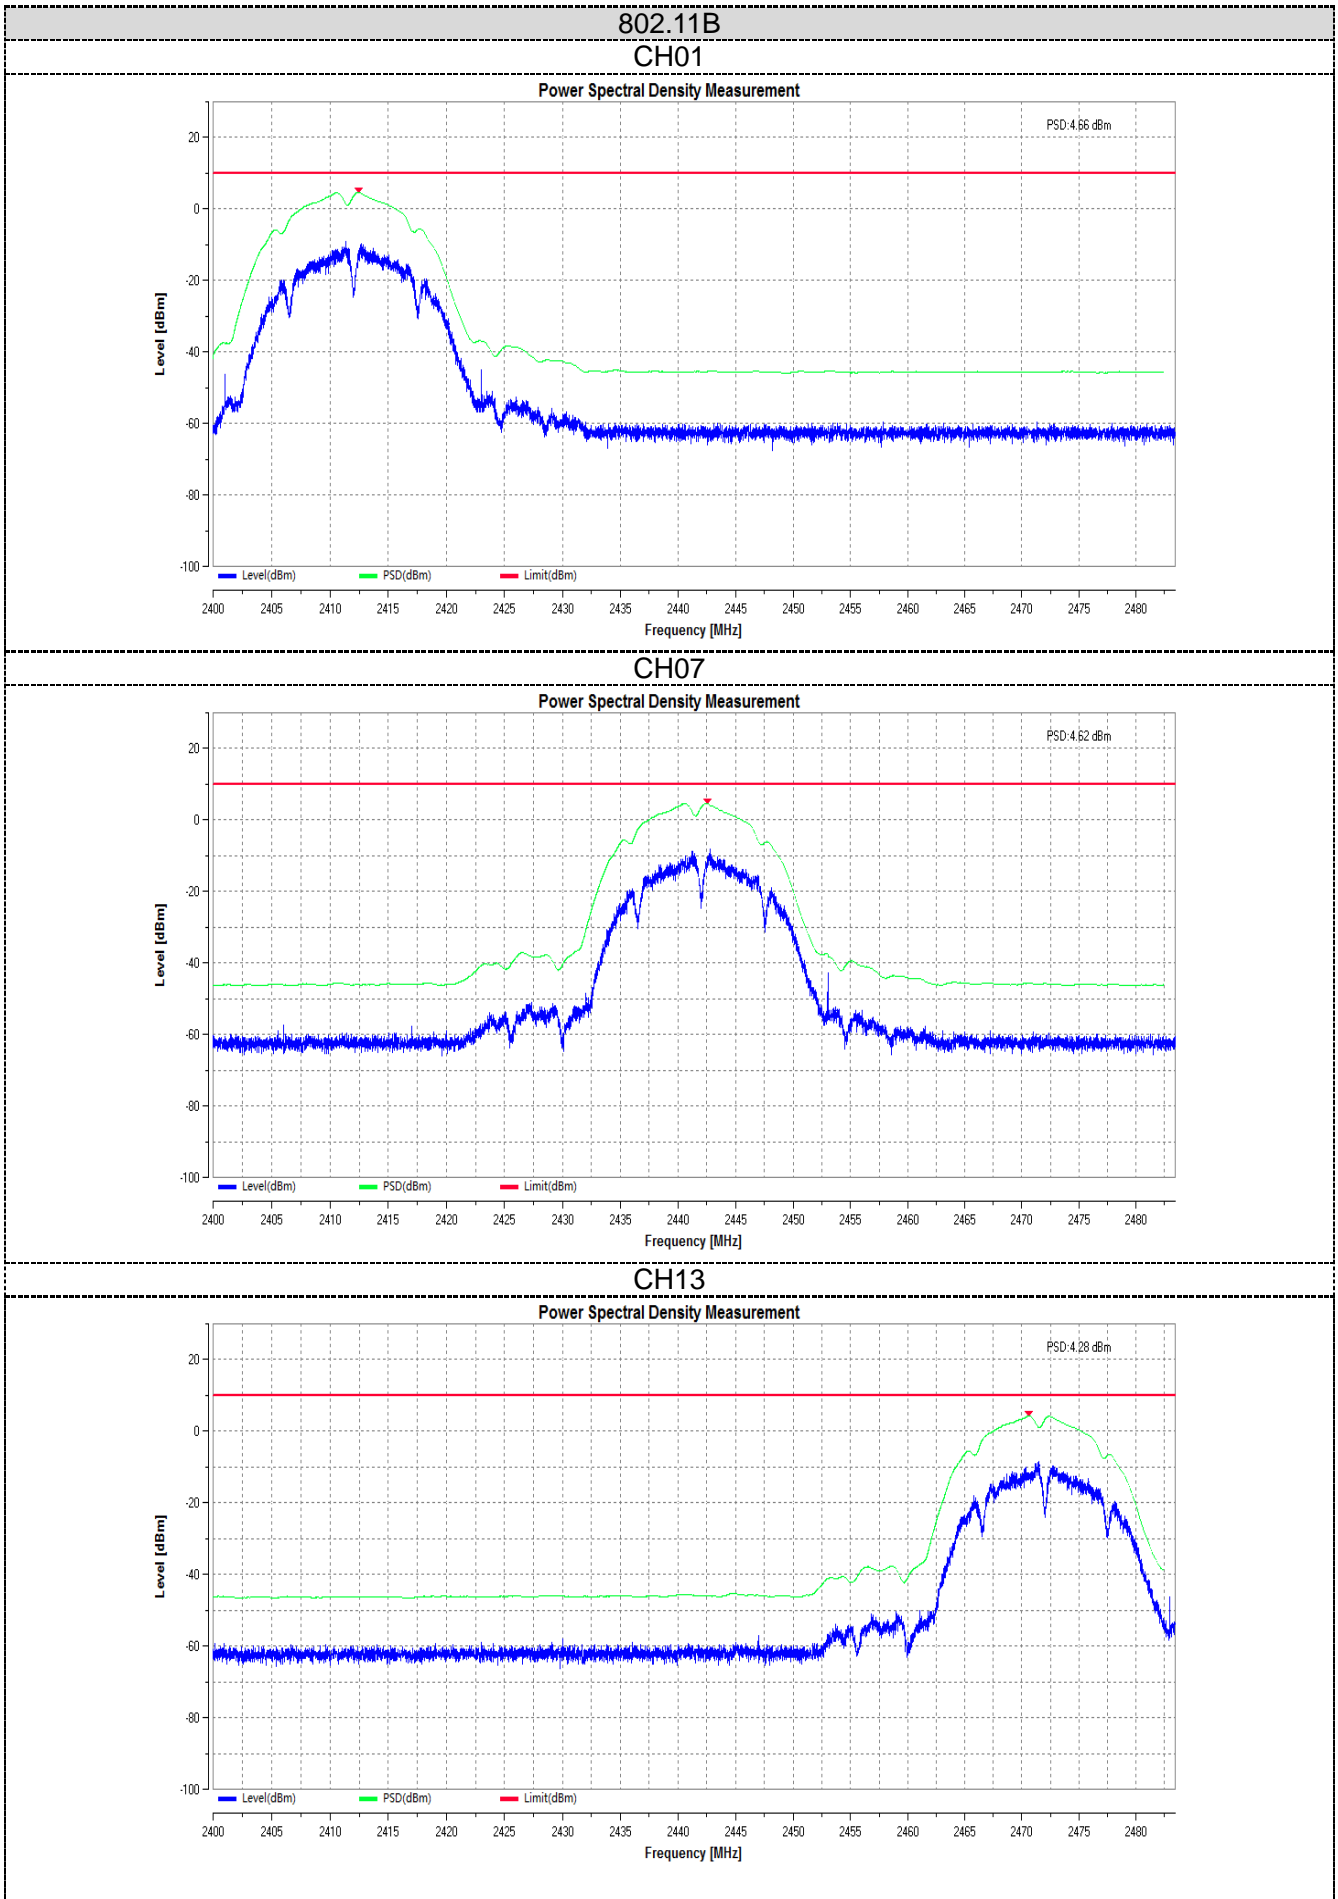 802.11B
CH01
Power Spectral Density Measurement
PSD:4.66 dBm
20
0
-20
-40
-60
-80
-100
Level [dBm]
Level(dBm) PSD(dBm) Limit(dBm)
2400 2405 2410 2415 2420 2425 2430 2435 2440 2445 2450 2455 2460 2465 2470 2475 2480
Frequency [MHz]
CH07
Power Spectral Density Measurement
PSD:4.62 dBm
20
0
-20
-40
-60
-80
-100
Level [dBm]
Level(dBm) PSD(dBm) Limit(dBm)
2400 2405 2410 2415 2420 2425 2430 2435 2440 2445 2450 2455 2460 2465 2470 2475 2480
Frequency [MHz]
CH13
Power Spectral Density Measurement
PSD:4.28 dBm
20
0
-20
-40
-60
-80
-100
Level [dBm]
Level(dBm) PSD(dBm) Limit(dBm)
2400 2405 2410 2415 2420 2425 2430 2435 2440 2445 2450 2455 2460 2465 2470 2475 2480
Frequency [MHz]